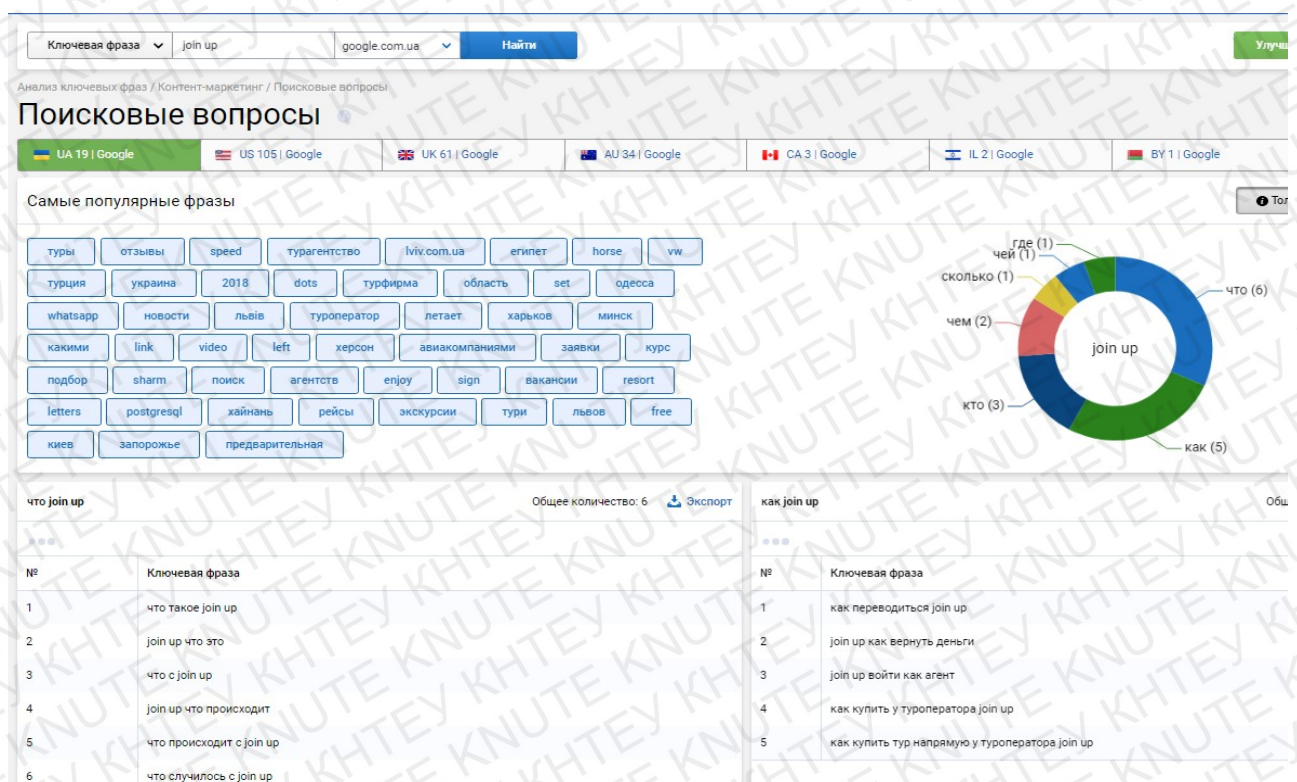 Ключевая фраза join up google.com.ua Найти
Анализ ключевых фраз / Контент-маркетинг / Поисковые вопросы
Поисковые вопросы
UA 19 | Google US 105 | Google UK 61 | Google AU 34 | Google CA 3 | Google IL 2 | Google BY 1 | Google
Самые популярные фразы
туры отзывы speed турагентство lviv.com.ua египет horse vw
турция украина 2018 dots турфирма область set одесса
whatsapp новости львів туроператор летает харьков минск
какими link video left херсон авиакомпаниями заявки курс
подбор sharm поиск агентств enjoy sign вакансии resort
letters postgresql хайнань рейсы экскурсии тури львов free
киев запорожье предварительная
где (1)
чей (1)
сколько (1)
что (6)
чем (2)
join up
кто (3)
как (5)
что join up Общее количество: 6 Экспорт
№ Ключевая фраза
1 что такое join up
2 join up что это
3 что с join up
4 join up что происходит
5 что происходит с join up
6 что случилось с join up
как join up
№ Ключевая фраза
1 как переводиться join up
2 join up как вернуть деньги
3 join up войти как агент
4 как купить у туроператора join up
5 как купить тур напрямую у туроператора join up
KNUTE KHTEY KNUTE KHTEY KNUTE